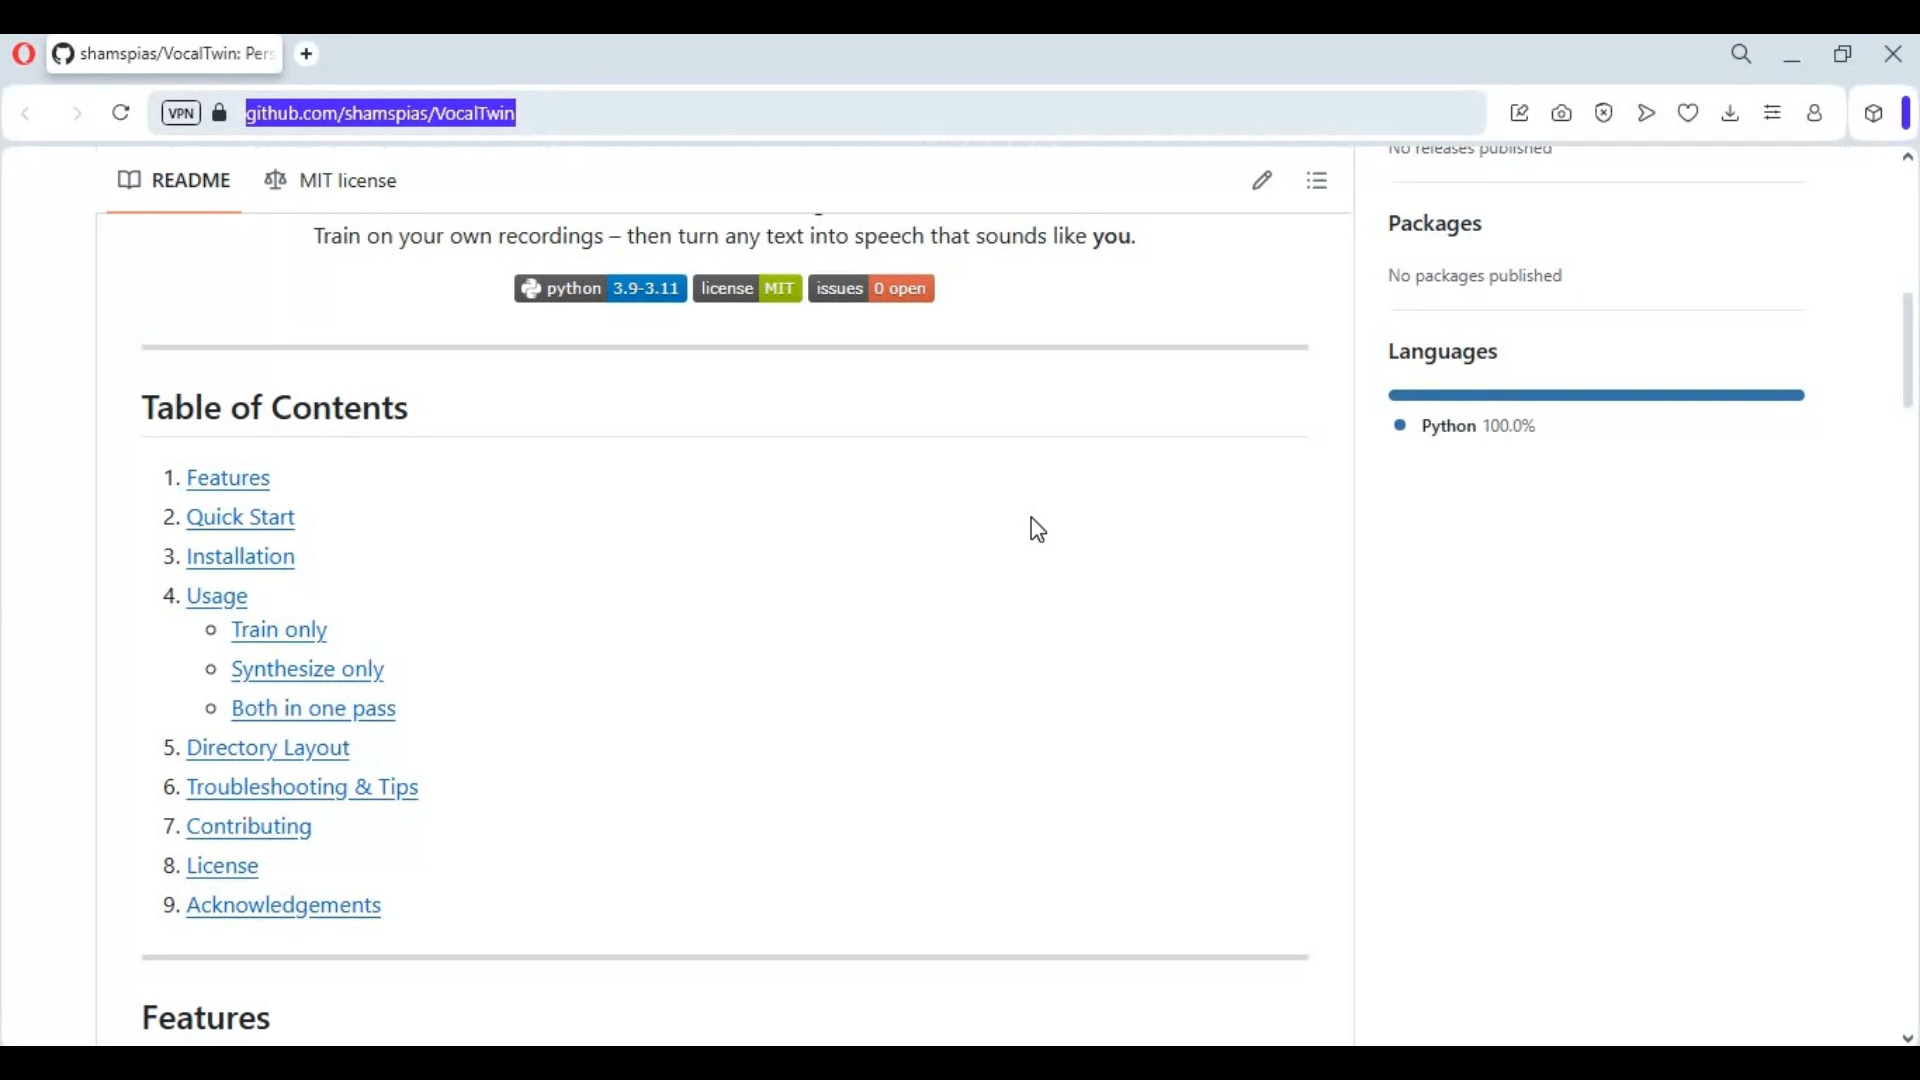 shamspias/VocalTwin: Pers
VPN
github.com/shamspias/VocalTwin
README
MIT license
No releases published
Train on your own recordings – then turn any text into speech that sounds like you.
python 3.9-3.11
license MIT
issues 0 open
Packages
No packages published
Languages
Python 100.0%
Table of Contents
1. Features
2. Quick Start
3. Installation
4. Usage
Train only
Synthesize only
Both in one pass
5. Directory Layout
6. Troubleshooting & Tips
7. Contributing
8. License
9. Acknowledgements
Features